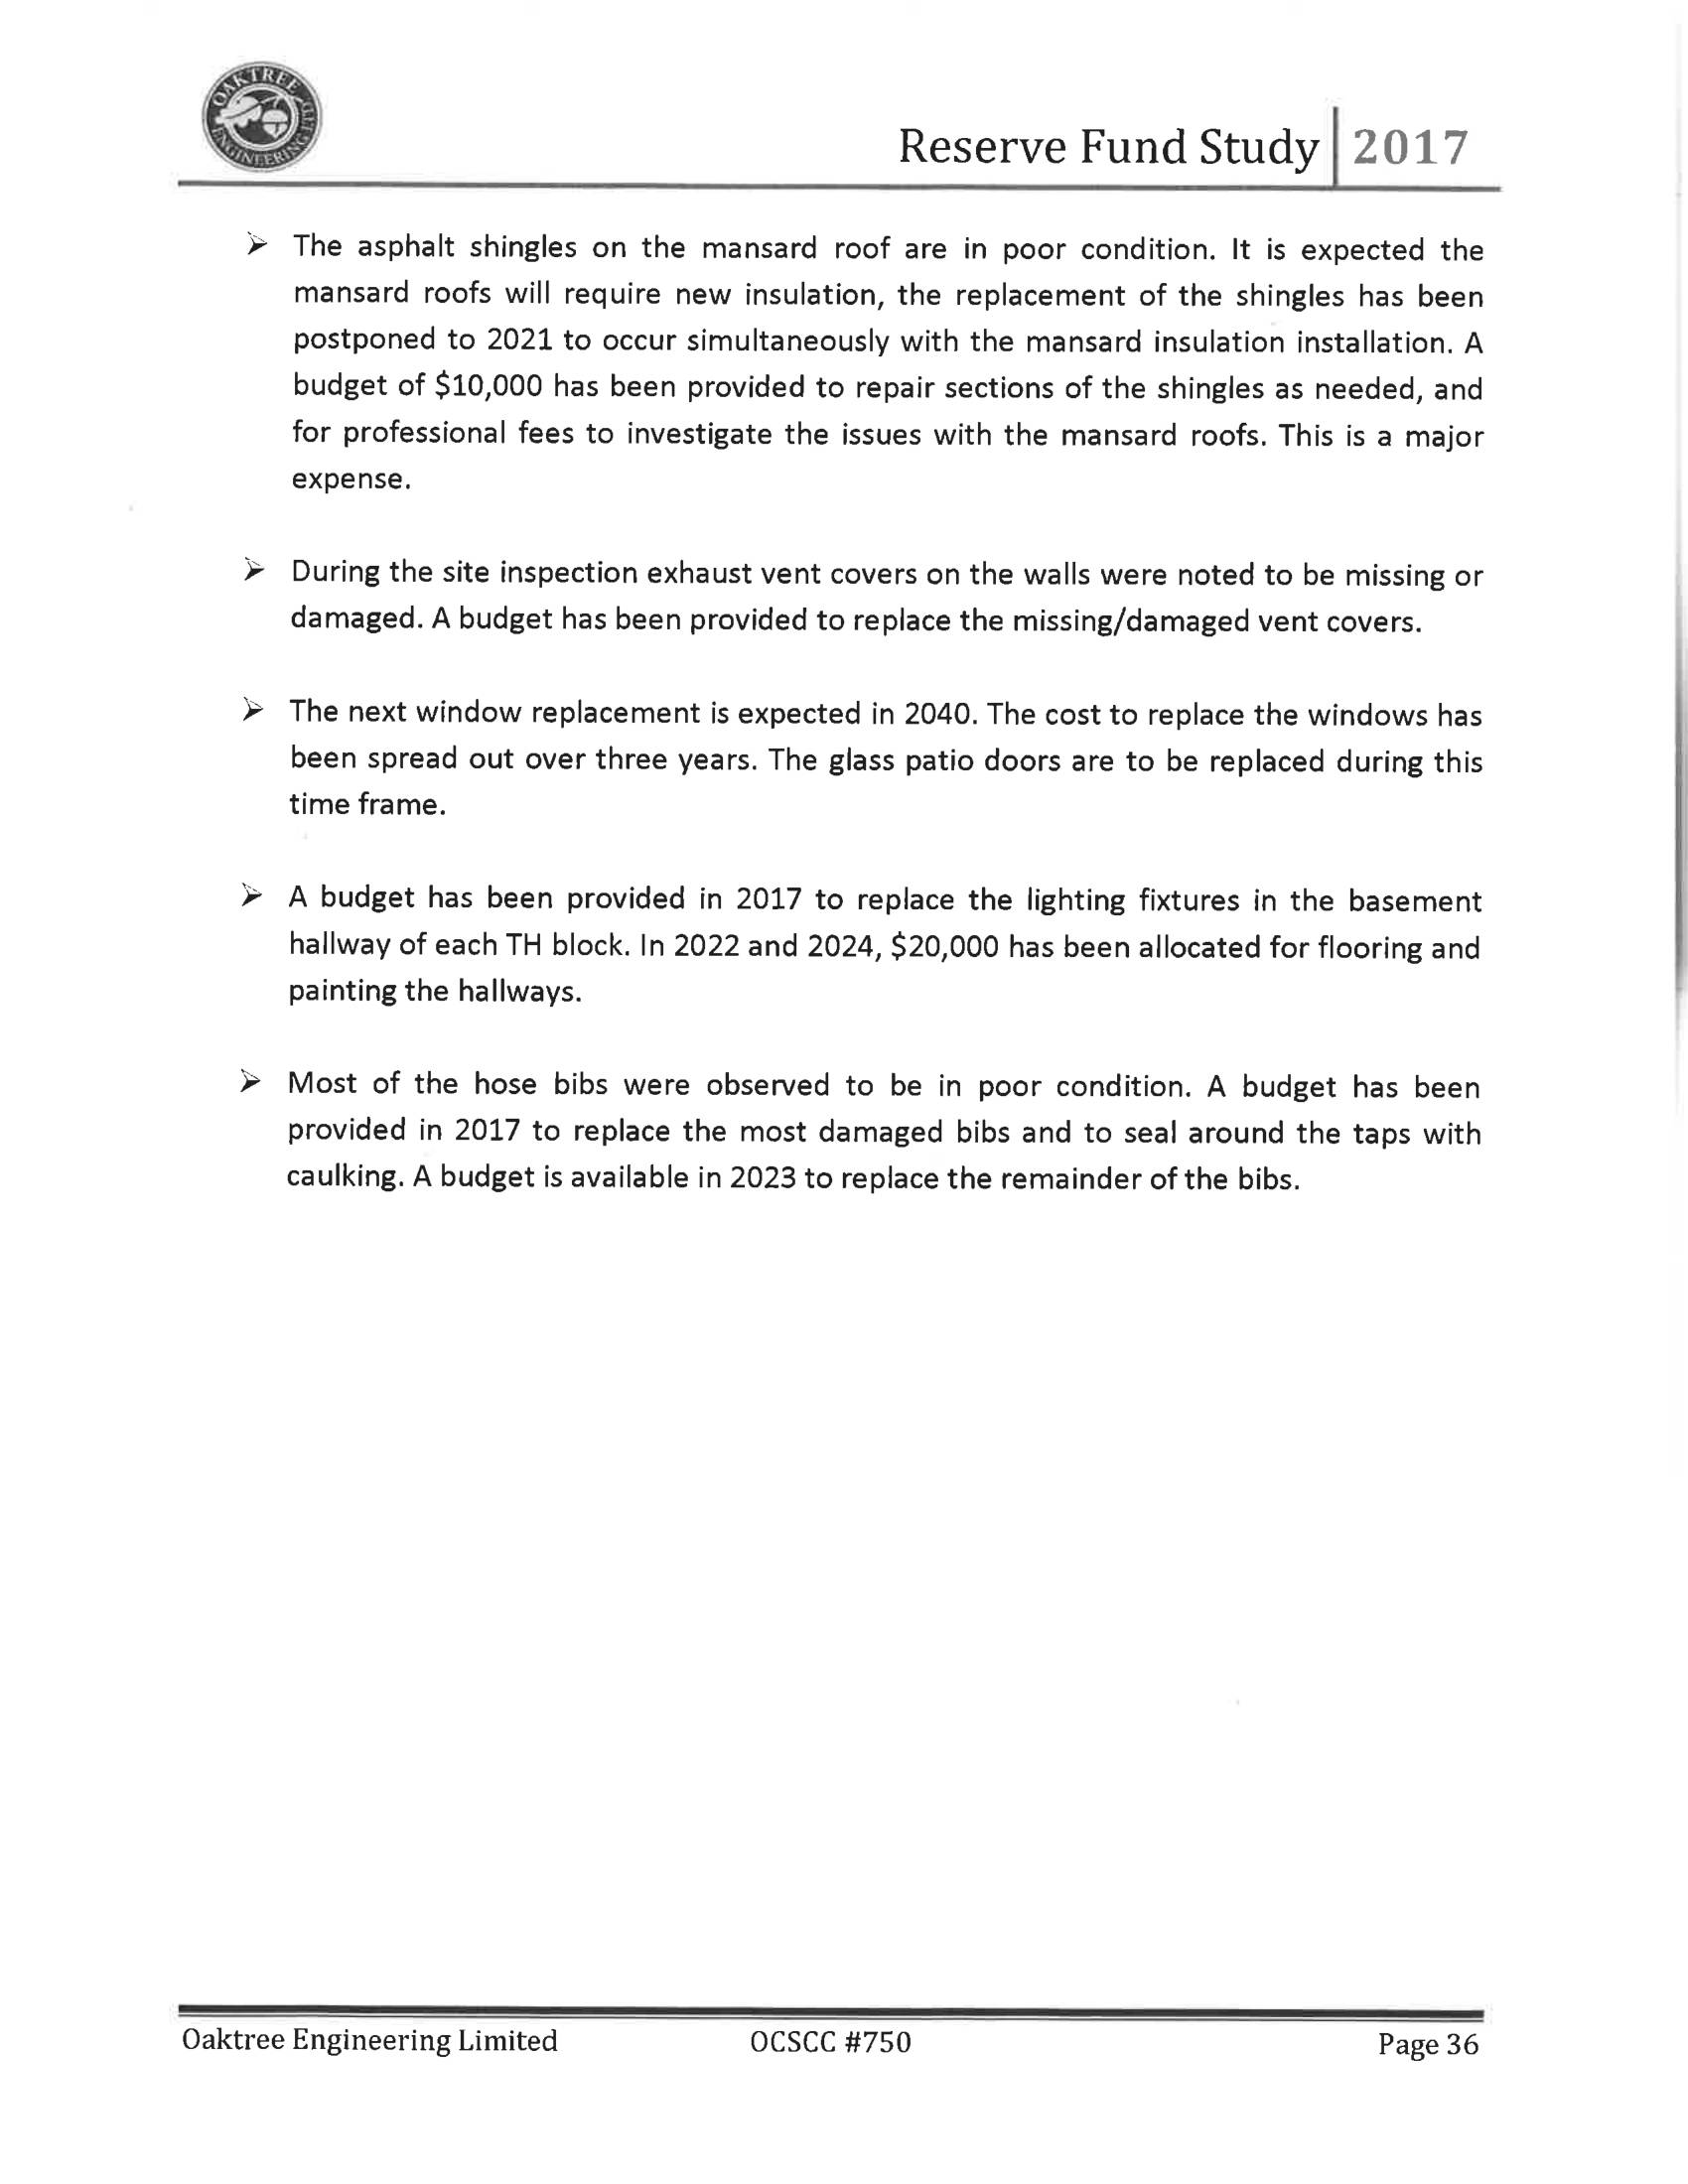 OAKTREE
ENGINEERING LTD
Reserve Fund Study 2017
➢ The asphalt shingles on the mansard roof are in poor condition. It is expected the
mansard roofs will require new insulation, the replacement of the shingles has been
postponed to 2021 to occur simultaneously with the mansard insulation installation. A
budget of $10,000 has been provided to repair sections of the shingles as needed, and
for professional fees to investigate the issues with the mansard roofs. This is a major
expense.
➢ During the site inspection exhaust vent covers on the walls were noted to be missing or
damaged. A budget has been provided to replace the missing/damaged vent covers.
➢ The next window replacement is expected in 2040. The cost to replace the windows has
been spread out over three years. The glass patio doors are to be replaced during this
time frame.
➢ A budget has been provided in 2017 to replace the lighting fixtures in the basement
hallway of each TH block. In 2022 and 2024, $20,000 has been allocated for flooring and
painting the hallways.
➢ Most of the hose bibs were observed to be in poor condition. A budget has been
provided in 2017 to replace the most damaged bibs and to seal around the taps with
caulking. A budget is available in 2023 to replace the remainder of the bibs.
Oaktree Engineering Limited OCSCC #750 Page 36